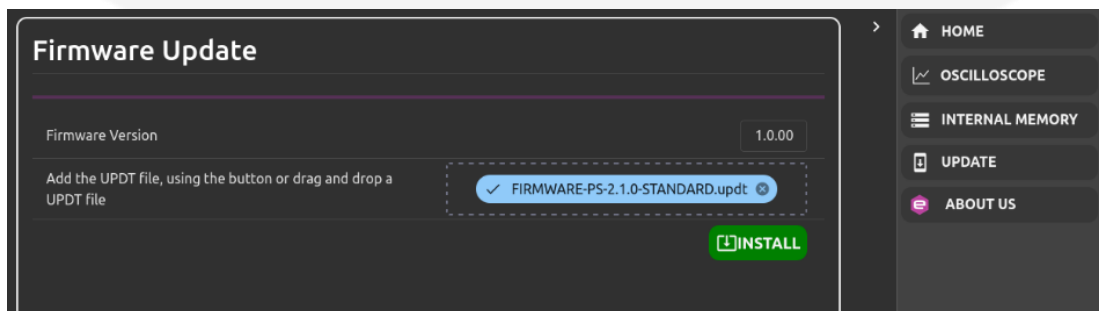 Firmware Update
Firmware Version
1.0.00
Add the UPDT file, using the button or drag and drop a
UPDT file
FIRMWARE-PS-2.1.0-STANDARD.updt
INSTALL
HOME
OSCILLOSCOPE
INTERNAL MEMORY
UPDATE
ABOUT US